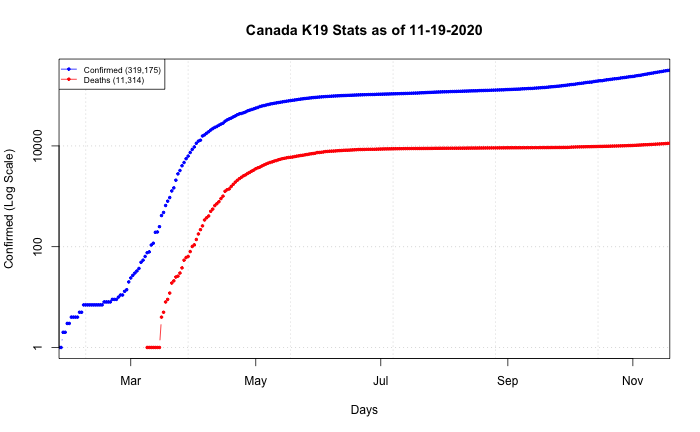 Canada K19 Stats as of 11-19-2020
Confirmed (319,175)
Deaths (11,314)
Confirmed (Log Scale)
10000
100
1
Mar May Jul Sep Nov
Days